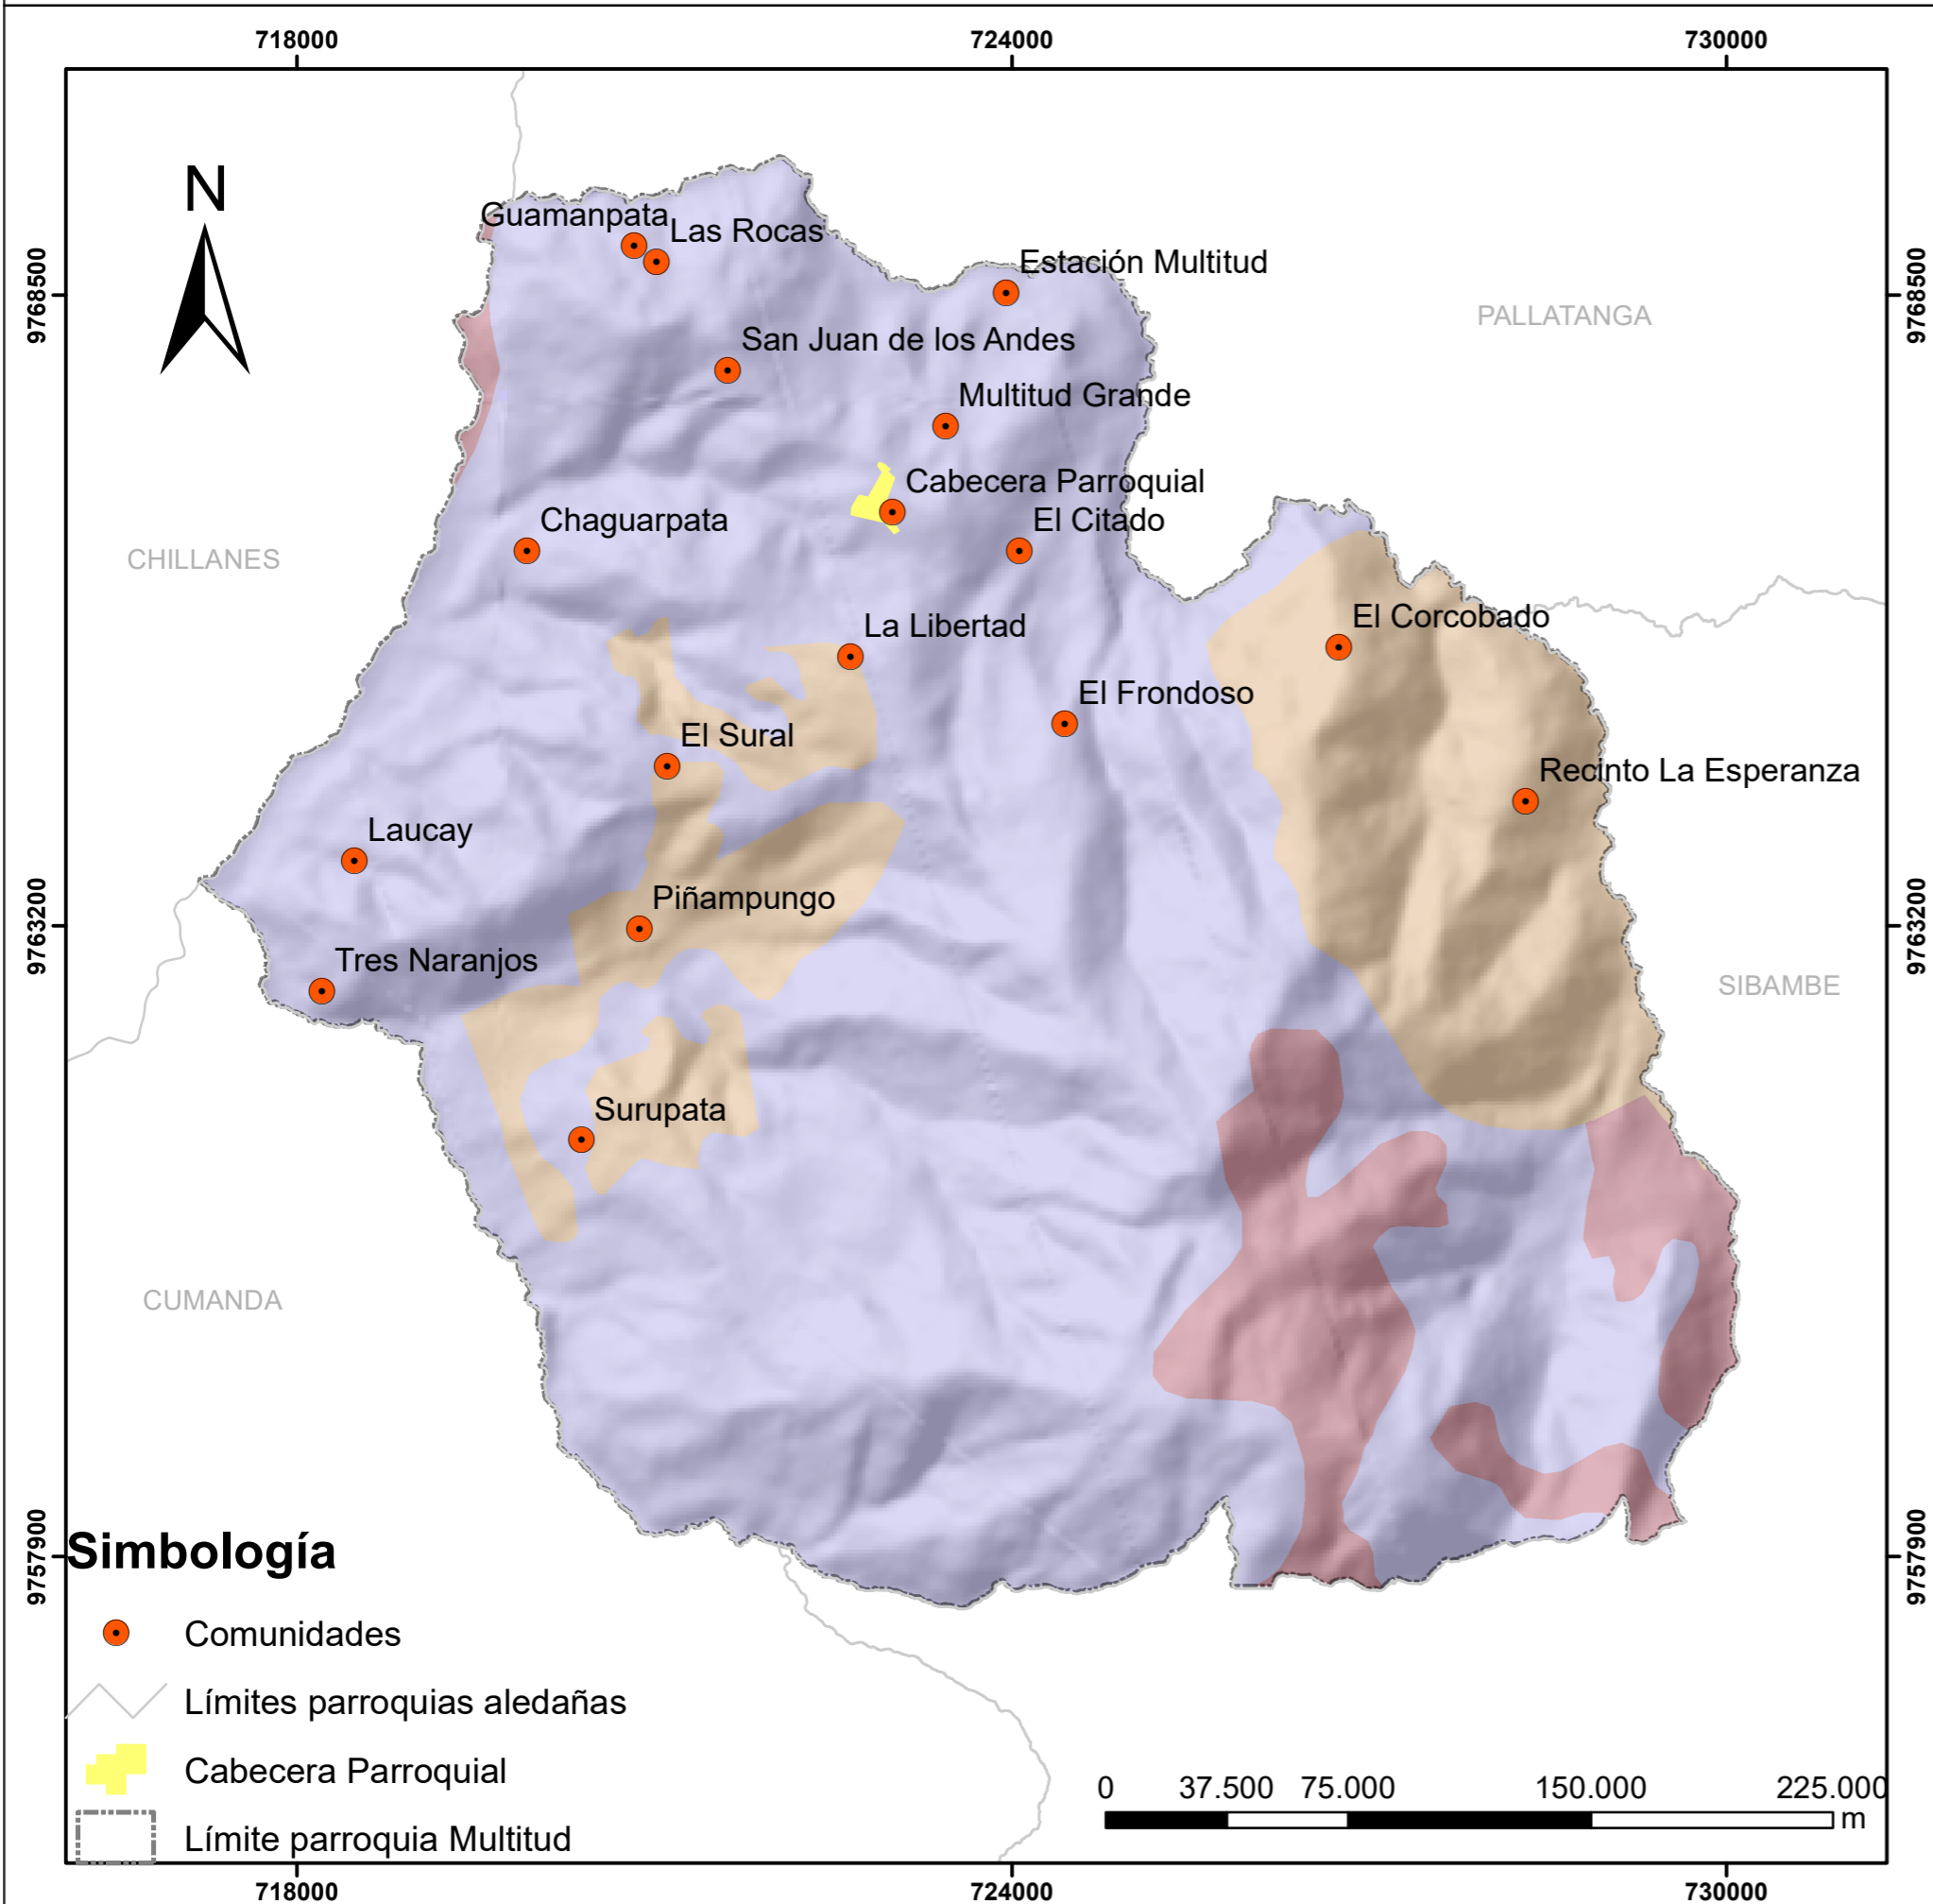 718000 724000 730000
N
Guamanpata
Las Rocas
Estación Multitud
9768500
9768500
PALLATANGA
San Juan de los Andes
Multitud Grande
Cabecera Parroquial
Chaguarpata
El Citado
CHILLANES
El Corcobado
La Libertad
El Frondoso
El Sural
Recinto La Esperanza
Laucay
Piñampungo
9763200
9763200
Tres Naranjos
SIBAMBE
Surupata
CUMANDA
9757900
9757900
Simbología
Comunidades
Límites parroquias aledañas
Cabecera Parroquial
Límite parroquia Multitud
0 37.500 75.000 150.000 225.000
m
718000 724000 730000